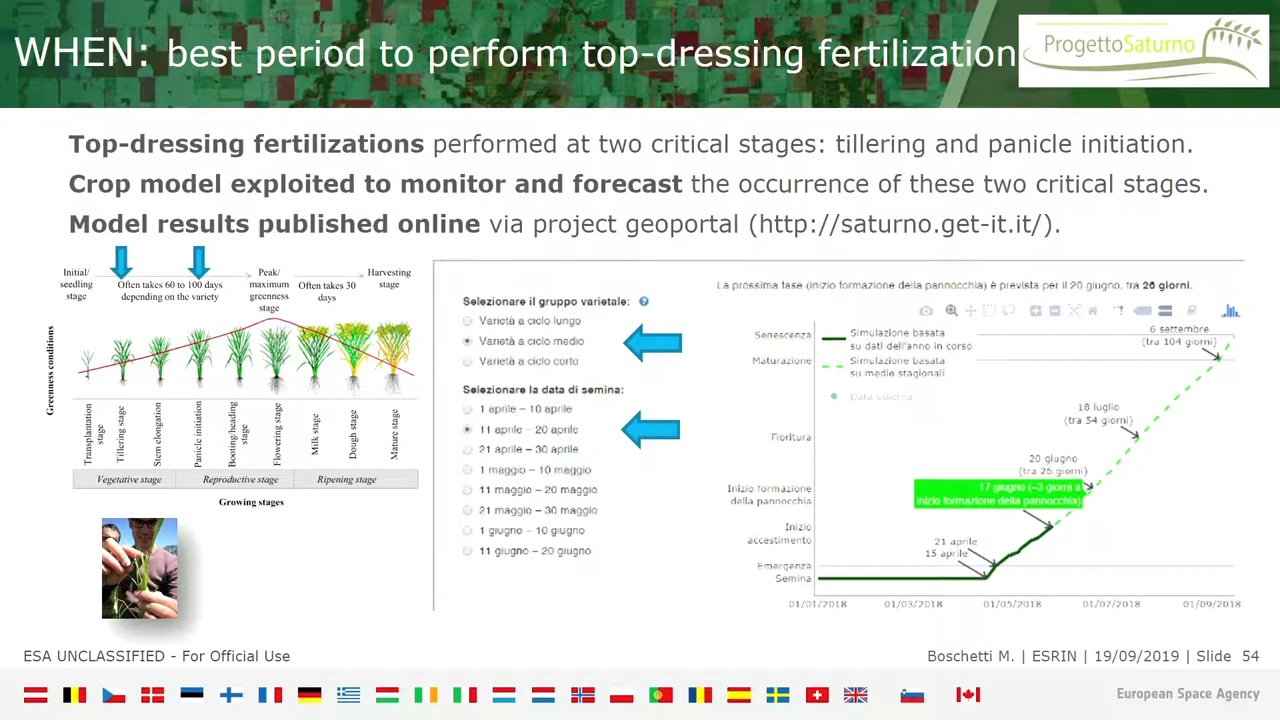 WHEN: best period to perform top-dressing fertilization
ProgettoSaturno
Top-dressing fertilizations performed at two critical stages: tillering and panicle initiation.
Crop model exploited to monitor and forecast the occurrence of these two critical stages.
Model results published online via project geoportal (http://saturno.get-it.it/).
Initial/
seedling
stage
Often takes 60 to 100 days
depending on the variety
Peak/
maximum
greenness
stage
Often takes 30
days
Harvesting
stage
Greenness conditions
Transplantation
stage
Tillering stage
Stem elongation
Panicle initiation
Booting/heading
stage
Flowering stage
Milk stage
Dough stage
Mature stage
Vegetative stage
Reproductive stage
Ripening stage
Growing stages
Selezionare il gruppo varietale:
Varietà a ciclo lungo
Varietà a ciclo medio
Varietà a ciclo corto
Selezionare la data di semina:
1 aprile – 10 aprile
11 aprile – 20 aprile
21 aprile – 30 aprile
1 maggio – 10 maggio
11 maggio – 20 maggio
21 maggio – 30 maggio
1 giugno – 10 giugno
11 giugno – 20 giugno
La prossima fase (inizio formazione della pannocchia) è prevista per il 20 giugno, tra 26 giorni.
Senescenza
Maturazione
Fioritura
Inizio formazione
della pannocchia
Inizio
accestimento
Emergenza
Semina
Simulazione basata
su dati dell'anno in corso
Simulazione basata
su medie stagionali
Data odierna
6 settembre
(tra 104 giorni)
18 luglio
(tra 54 giorni)
20 giugno
(tra 26 giorni)
17 giugno (–3 giorni a
inizio formazione della pannocchia)
21 aprile
15 aprile
01/01/2018
01/03/2018
01/05/2018
01/07/2018
01/09/2018
ESA UNCLASSIFIED - For Official Use
Boschetti M. | ESRIN | 19/09/2019 | Slide 54
European Space Agency